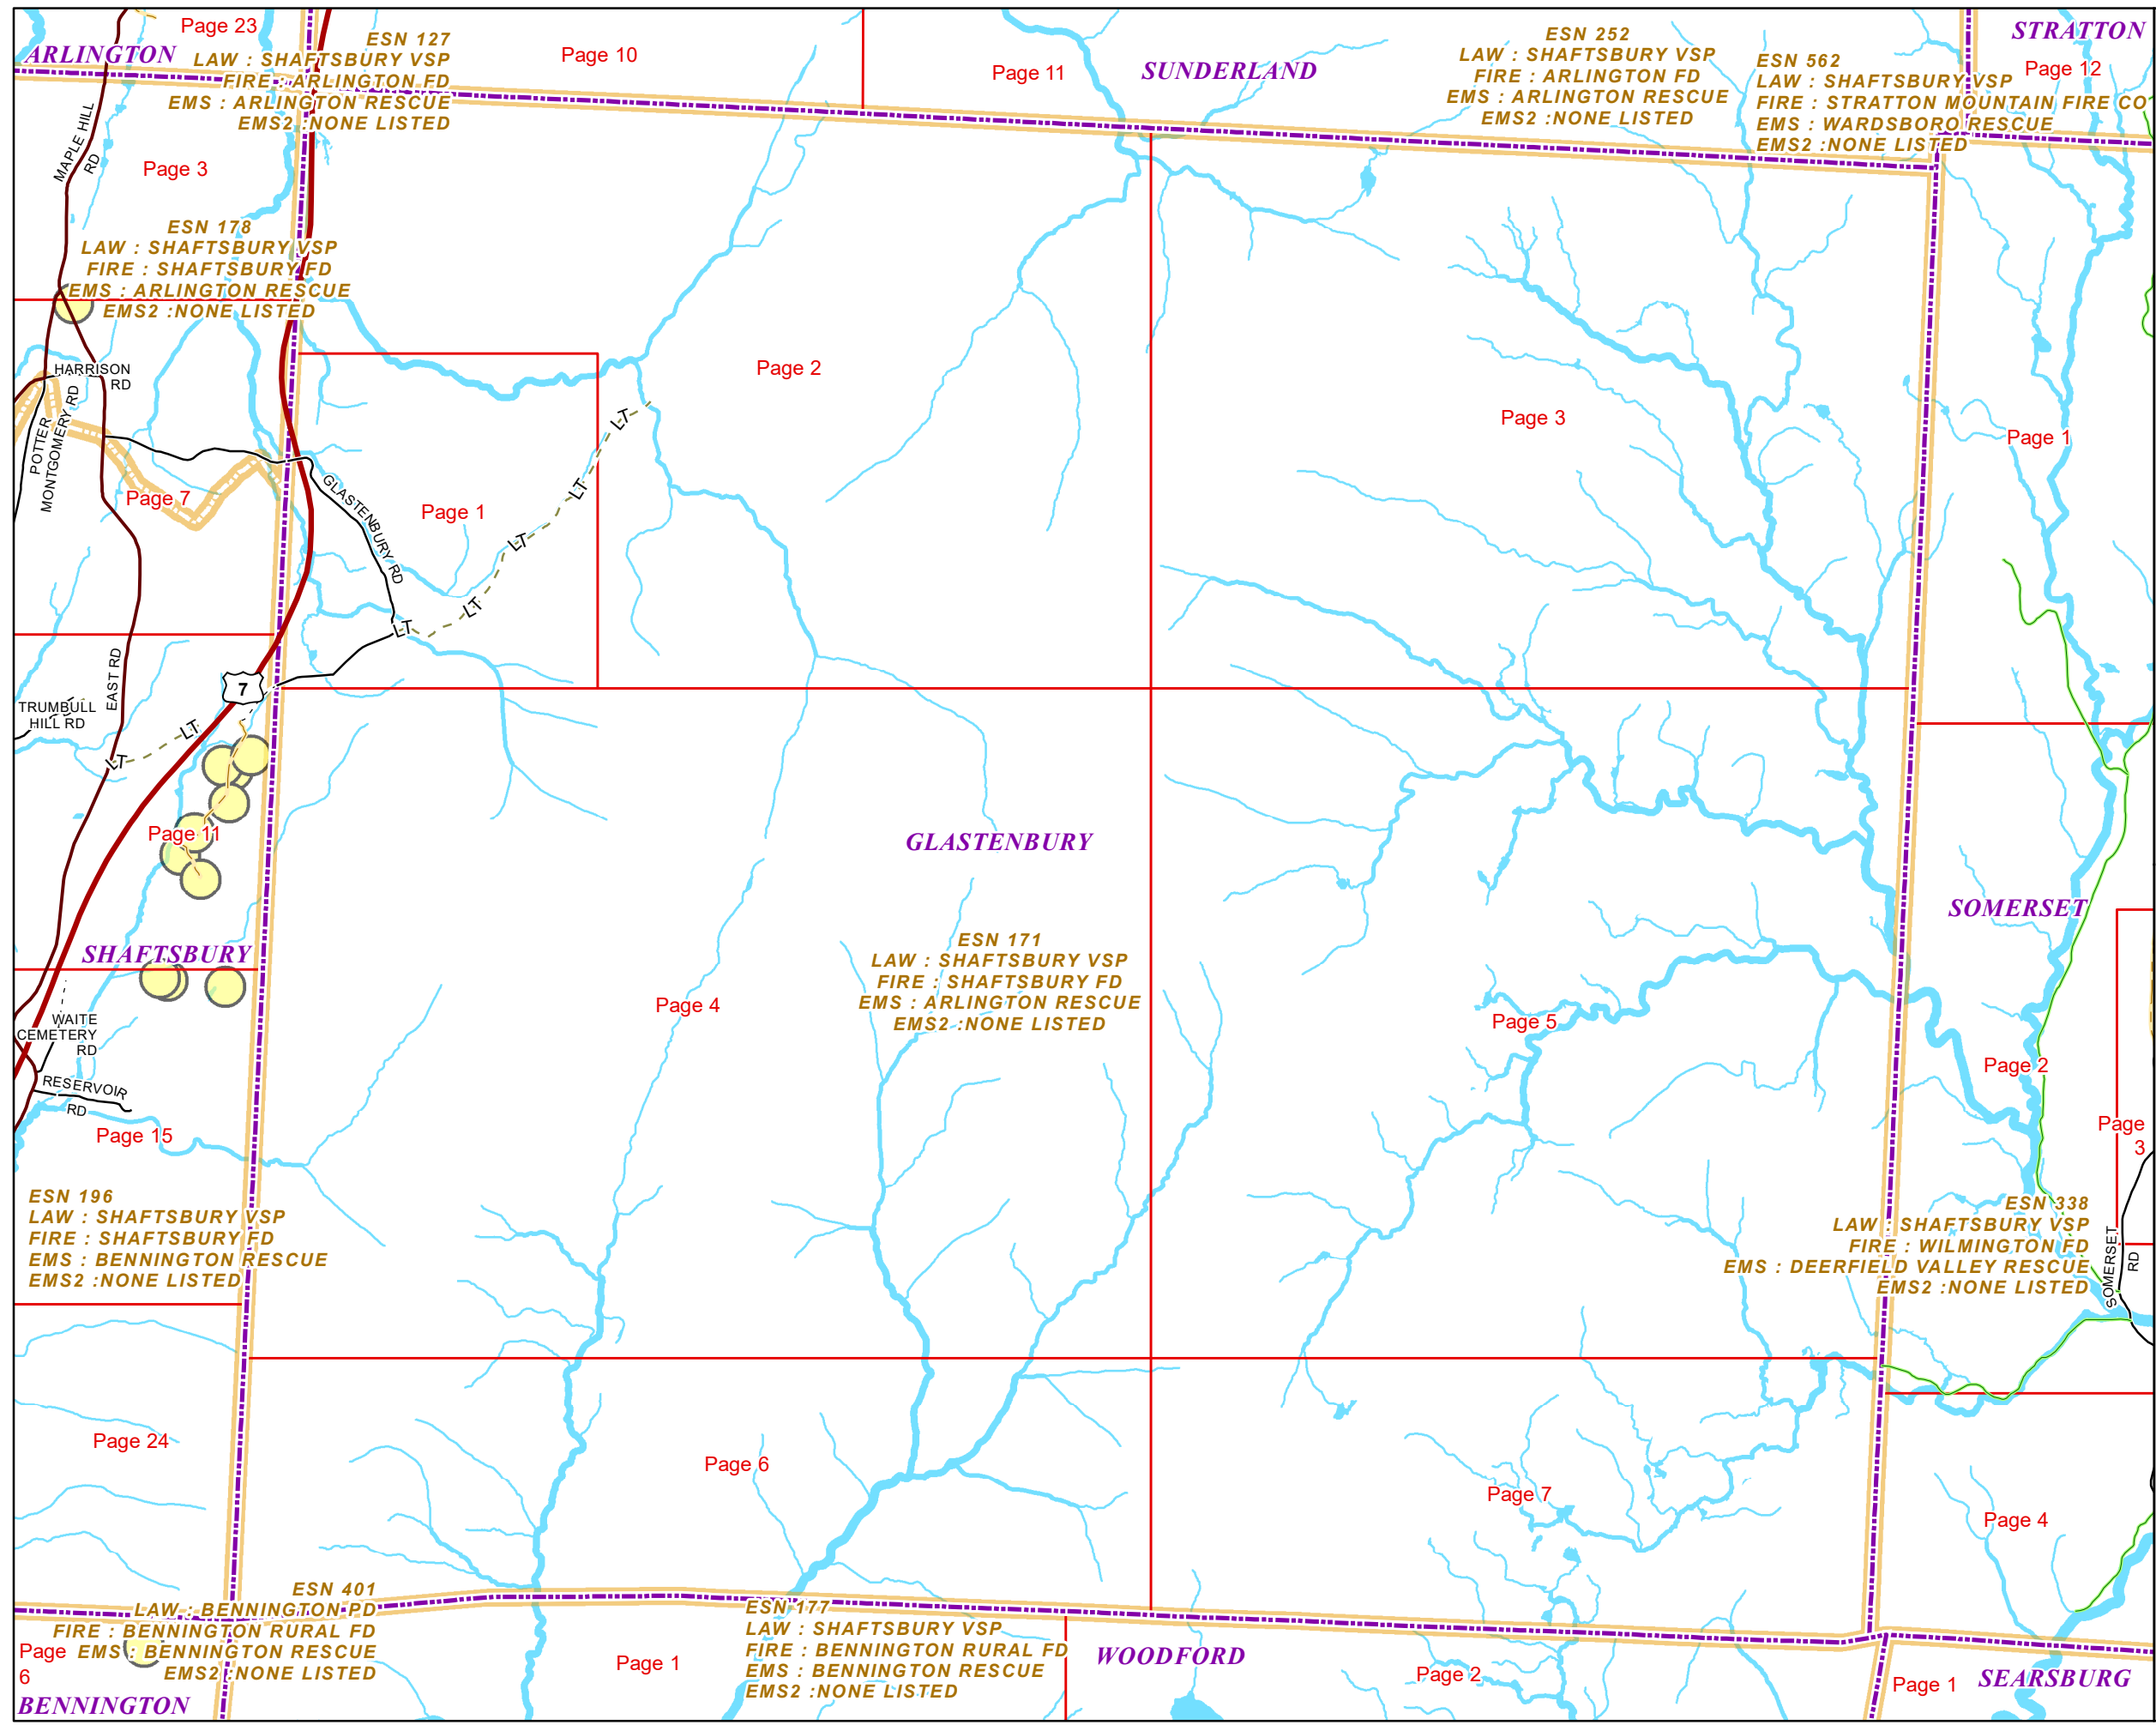 Page 23
ARLINGTON
ESN 127
LAW : SHAFTSBURY VSP
FIRE : ARLINGTON FD
EMS : ARLINGTON RESCUE
EMS2 :NONE LISTED
Page 10
Page 11
SUNDERLAND
ESN 252
LAW : SHAFTSBURY VSP
FIRE : ARLINGTON FD
EMS : ARLINGTON RESCUE
EMS2 :NONE LISTED
ESN 562
LAW : SHAFTSBURY VSP
FIRE : STRATTON MOUNTAIN FIRE CO
EMS : WARDSBORO RESCUE
EMS2 :NONE LISTED
STRATTON
Page 12
MAPLE HILL
RD
Page 3
ESN 178
LAW : SHAFTSBURY VSP
FIRE : SHAFTSBURY FD
EMS : ARLINGTON RESCUE
EMS2 :NONE LISTED
HARRISON
RD
POTTER
MONTGOMERY RD
Page 7
Page 2
Page 3
Page 1
GLASTENBURY RD
Page 1
LT
LT
LT
LT
LT
EAST RD
7
TRUMBULL
HILL RD
LT
LT
Page 11
GLASTENBURY
SOMERSET
SHAFTSBURY
ESN 171
LAW : SHAFTSBURY VSP
FIRE : SHAFTSBURY FD
EMS : ARLINGTON RESCUE
EMS2 :NONE LISTED
Page 4
Page 5
WAITE
CEMETERY
RD
Page 2
RESERVOIR
RD
Page 15
Page
3
ESN 196
LAW : SHAFTSBURY VSP
FIRE : SHAFTSBURY FD
EMS : BENNINGTON RESCUE
EMS2 :NONE LISTED
ESN 338
LAW : SHAFTSBURY VSP
FIRE : WILMINGTON FD
EMS : DEERFIELD VALLEY RESCUE
EMS2 :NONE LISTED
SOMERSET
RD
Page 24
Page 6
Page 7
Page 4
ESN 401
LAW : BENNINGTON PD
FIRE : BENNINGTON RURAL FD
EMS : BENNINGTON RESCUE
EMS2 :NONE LISTED
Page
6
BENNINGTON
Page 1
ESN 177
LAW : SHAFTSBURY VSP
FIRE : BENNINGTON RURAL FD
EMS : BENNINGTON RESCUE
EMS2 :NONE LISTED
WOODFORD
Page 2
Page 1
SEARSBURG